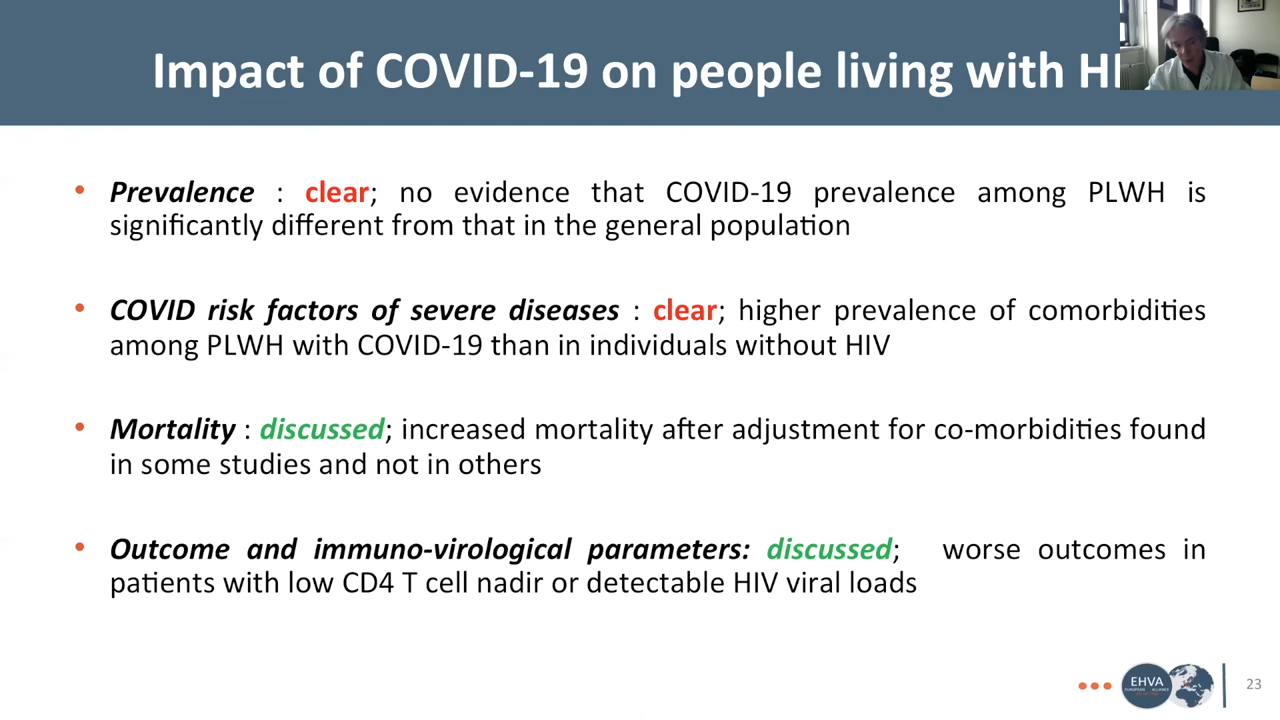 Impact of COVID-19 on people living with HI
• Prevalence : clear; no evidence that COVID-19 prevalence among PLWH is
significantly different from that in the general population
• COVID risk factors of severe diseases : clear; higher prevalence of comorbidities
among PLWH with COVID-19 than in individuals without HIV
• Mortality : discussed; increased mortality after adjustment for co-morbidities found
in some studies and not in others
• Outcome and immuno-virological parameters: discussed; worse outcomes in
patients with low CD4 T cell nadir or detectable HIV viral loads
EHVA
EUROPEAN ALLIANCE
23